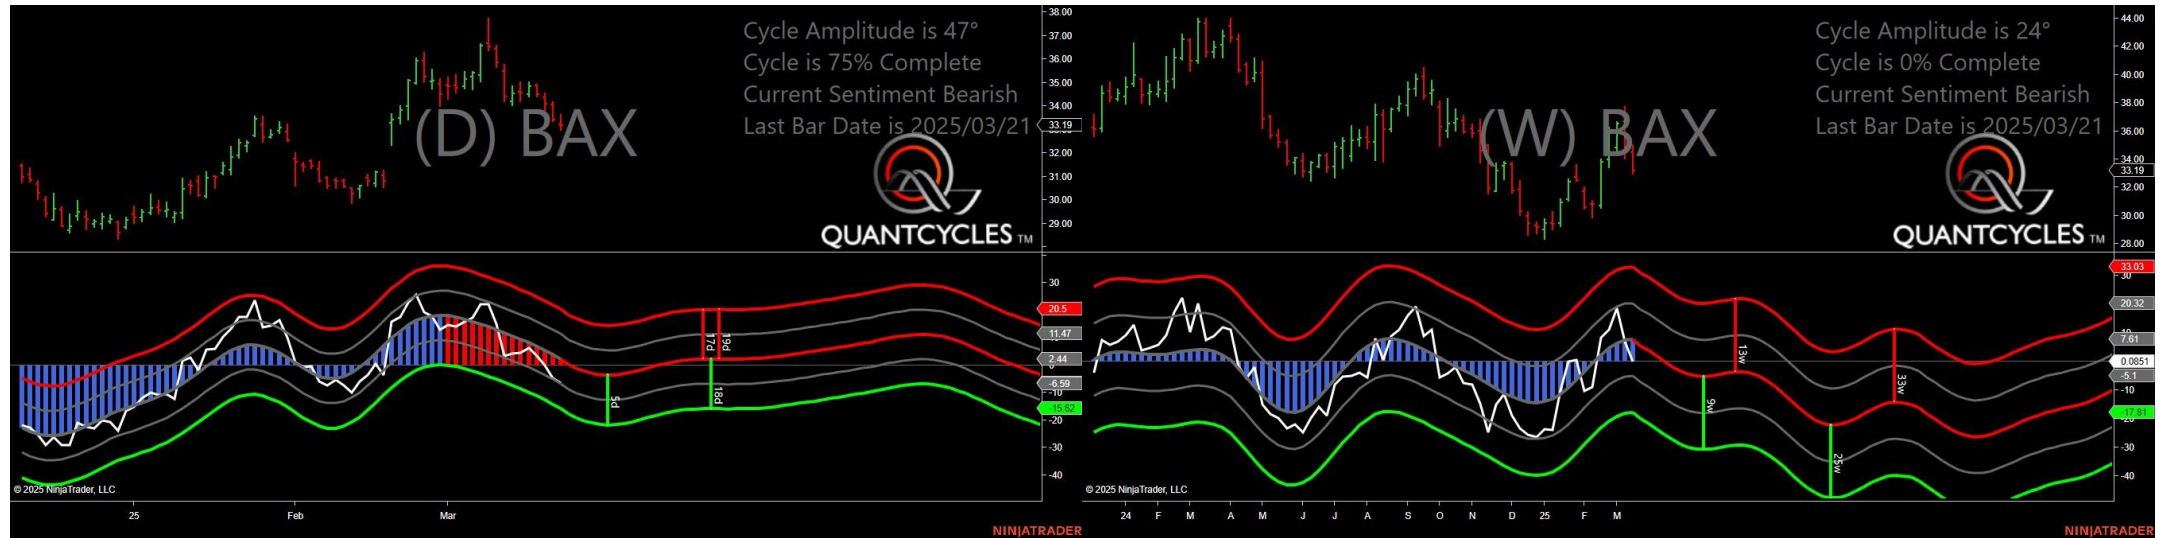 Cycle Amplitude is 47°
Cycle is 75% Complete
Current Sentiment Bearish
Last Bar Date is 2025/03/21
(D) BAX
QUANTCYCLES TM
38.00
37.00
36.00
35.00
34.00
33.19
32.00
31.00
30.00
29.00
30
20.5
11.47
2.44
0
-6.59
-15.62
-20
-30
-40
17d
19d
5d
18d
© 2025 NinjaTrader, LLC
25 Feb Mar
NINJATRADER
Cycle Amplitude is 24°
Cycle is 0% Complete
Current Sentiment Bearish
Last Bar Date is 2025/03/21
(W) BAX
QUANTCYCLES TM
44.00
42.00
40.00
38.00
36.00
34.00
33.19
32.00
30.00
28.00
33.03
30
20.32
7.61
0.0851
-5.1
-10
-17.81
-30
-40
13w
33w
9w
25w
© 2025 NinjaTrader, LLC
24 F M A M J J A S O N D 25 F M
NINJATRADER